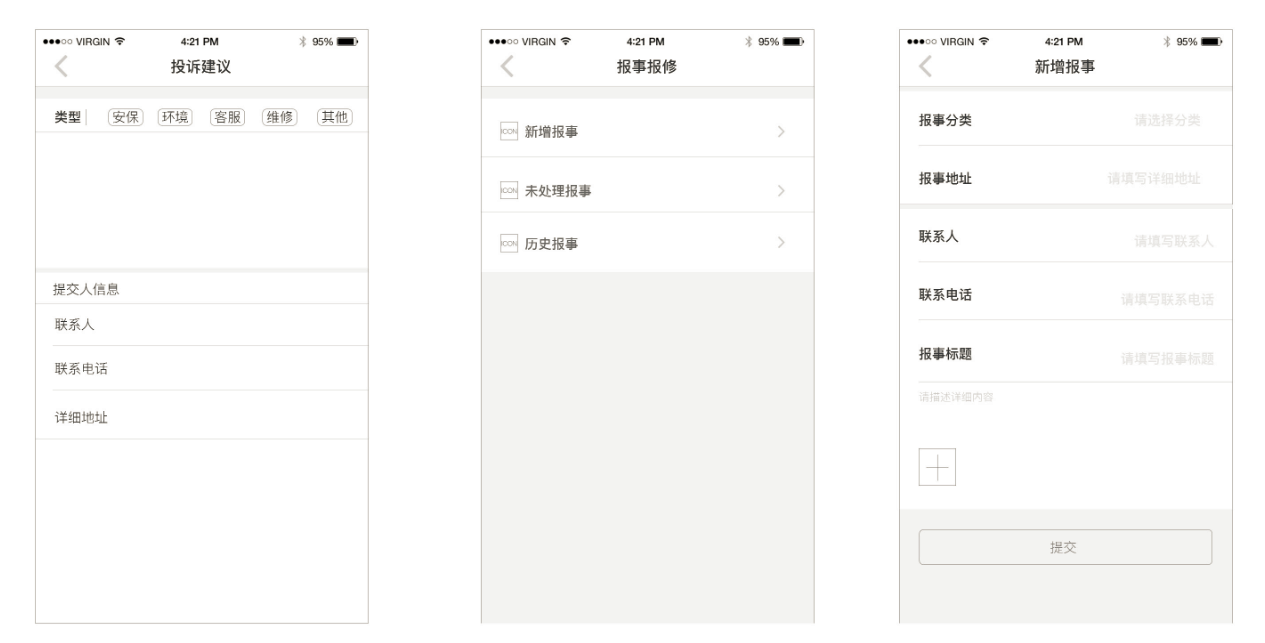 ●●●○○ VIRGIN 4:21 PM 95%
投诉建议
类型 安保 环境 客服 维修 其他
提交人信息
联系人
联系电话
详细地址
●●●○○ VIRGIN 4:21 PM 95%
报事报修
ICON 新增报事
ICON 未处理报事
ICON 历史报事
●●●○○ VIRGIN 4:21 PM 95%
新增报事
报事分类 请选择分类
报事地址 请填写详细地址
联系人 请填写联系人
联系电话 请填写联系电话
报事标题 请填写报事标题
请描述详细内容
提交